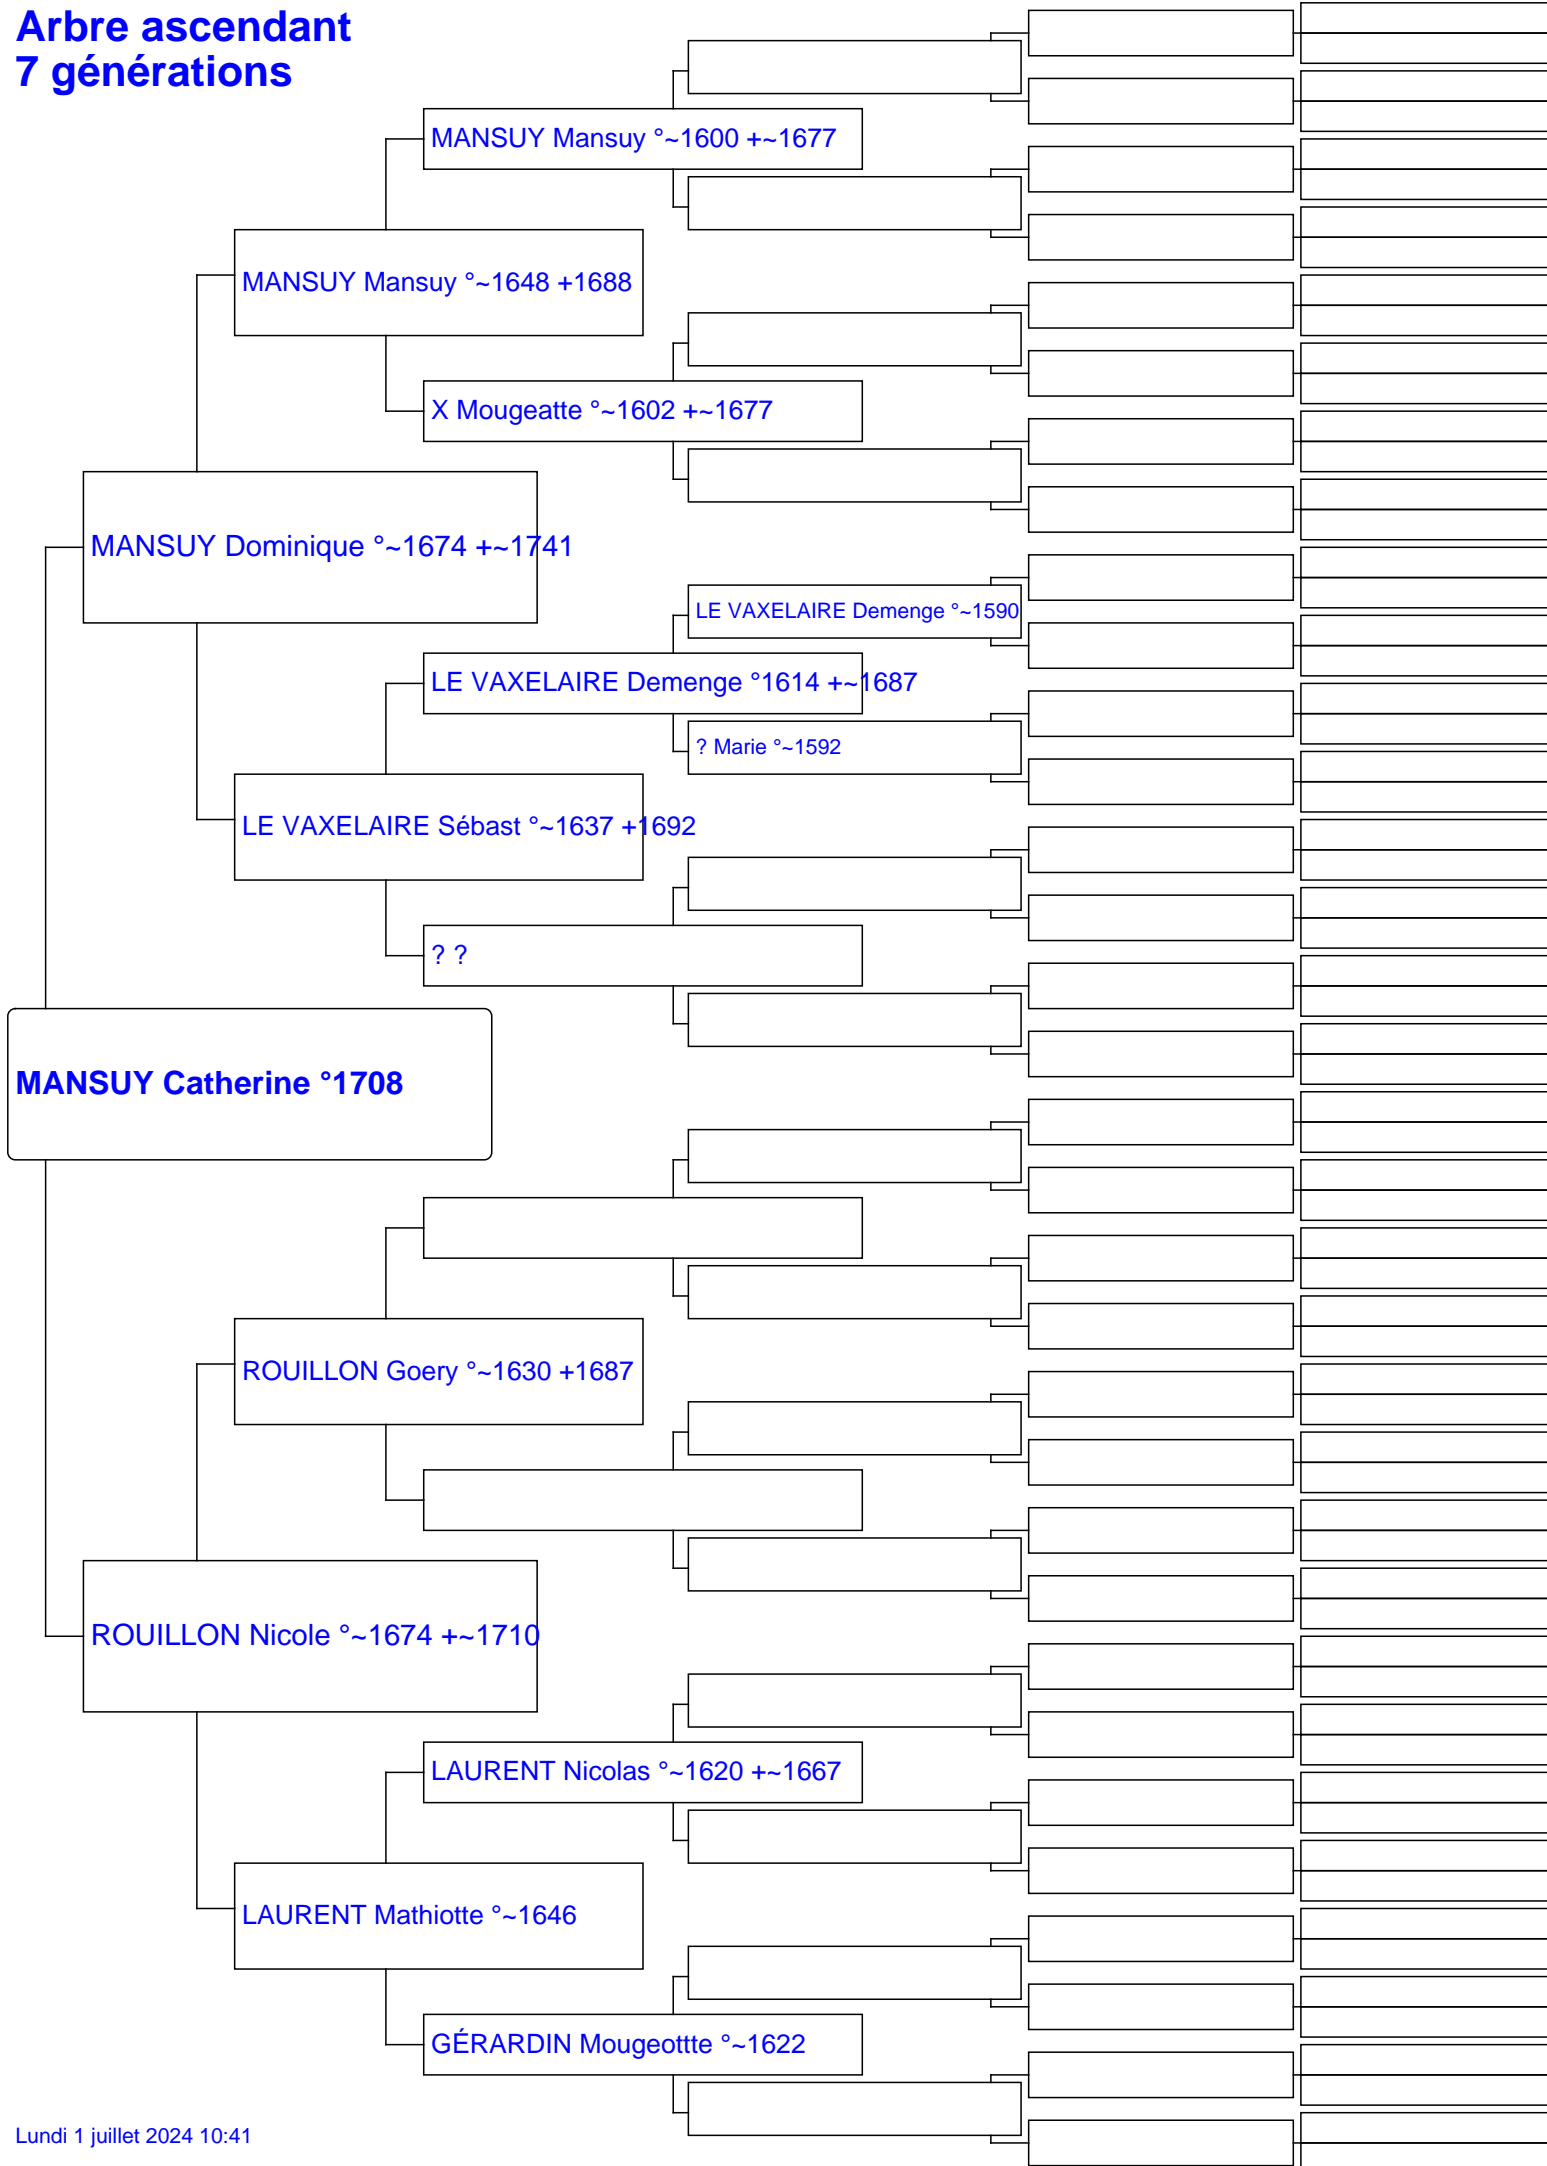 Arbre ascendant
7 générations
MANSUY Mansuy °~1600 +~1677
MANSUY Mansuy °~1648 +1688
X Mougeatte °~1602 +~1677
MANSUY Dominique °~1674 +~1741
LE VAXELAIRE Demenge °~1590
LE VAXELAIRE Demenge °1614 +~1687
? Marie °~1592
LE VAXELAIRE Sébast °~1637 +1692
? ?
MANSUY Catherine °1708
ROUILLON Goery °~1630 +1687
ROUILLON Nicole °~1674 +~1710
LAURENT Nicolas °~1620 +~1667
LAURENT Mathiotte °~1646
GÉRARDIN Mougeottte °~1622
Lundi 1 juillet 2024 10:41